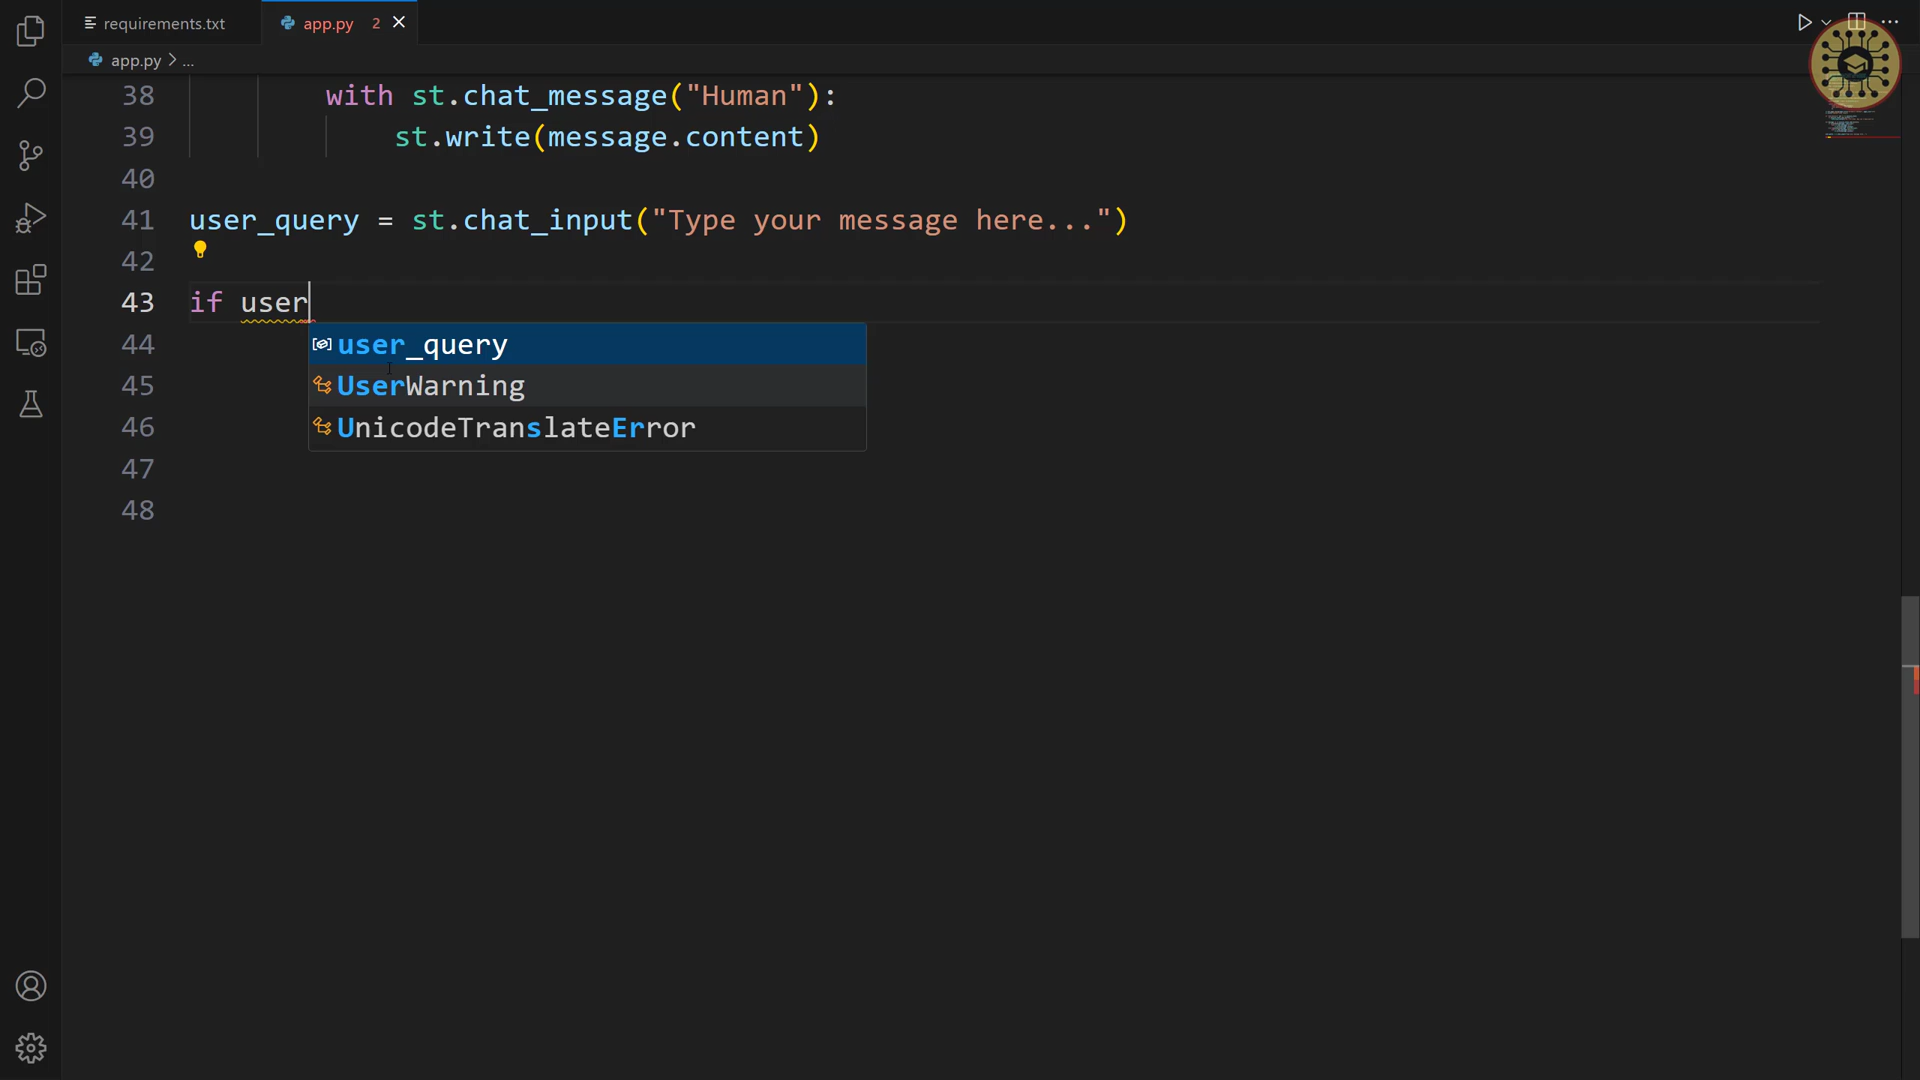 requirements.txt
app.py 2
app.py > ...
38 with st.chat_message("Human"):
39 st.write(message.content)
40
41 user_query = st.chat_input("Type your message here...")
42
43 if user
44 user_query
45 UserWarning
46 UnicodeTranslateError
47
48